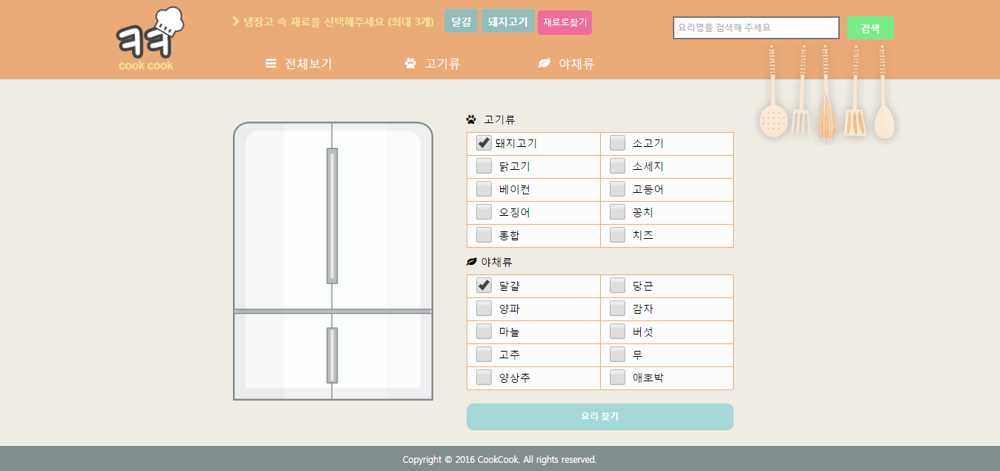 쿡쿡
cook cook
냉장고 속 재료를 선택해주세요 (최대 3개) 달걀 돼지고기 재료로찾기
요리명을 검색해 주세요 검색
전체보기 고기류 야채류
고기류
돼지고기 소고기
닭고기 소세지
베이컨 고등어
오징어 꽁치
홍합 치즈
야채류
달걀 당근
양파 감자
마늘 버섯
고추 무
양상추 애호박
요리 찾기
Copyright © 2016 CookCook. All rights reserved.